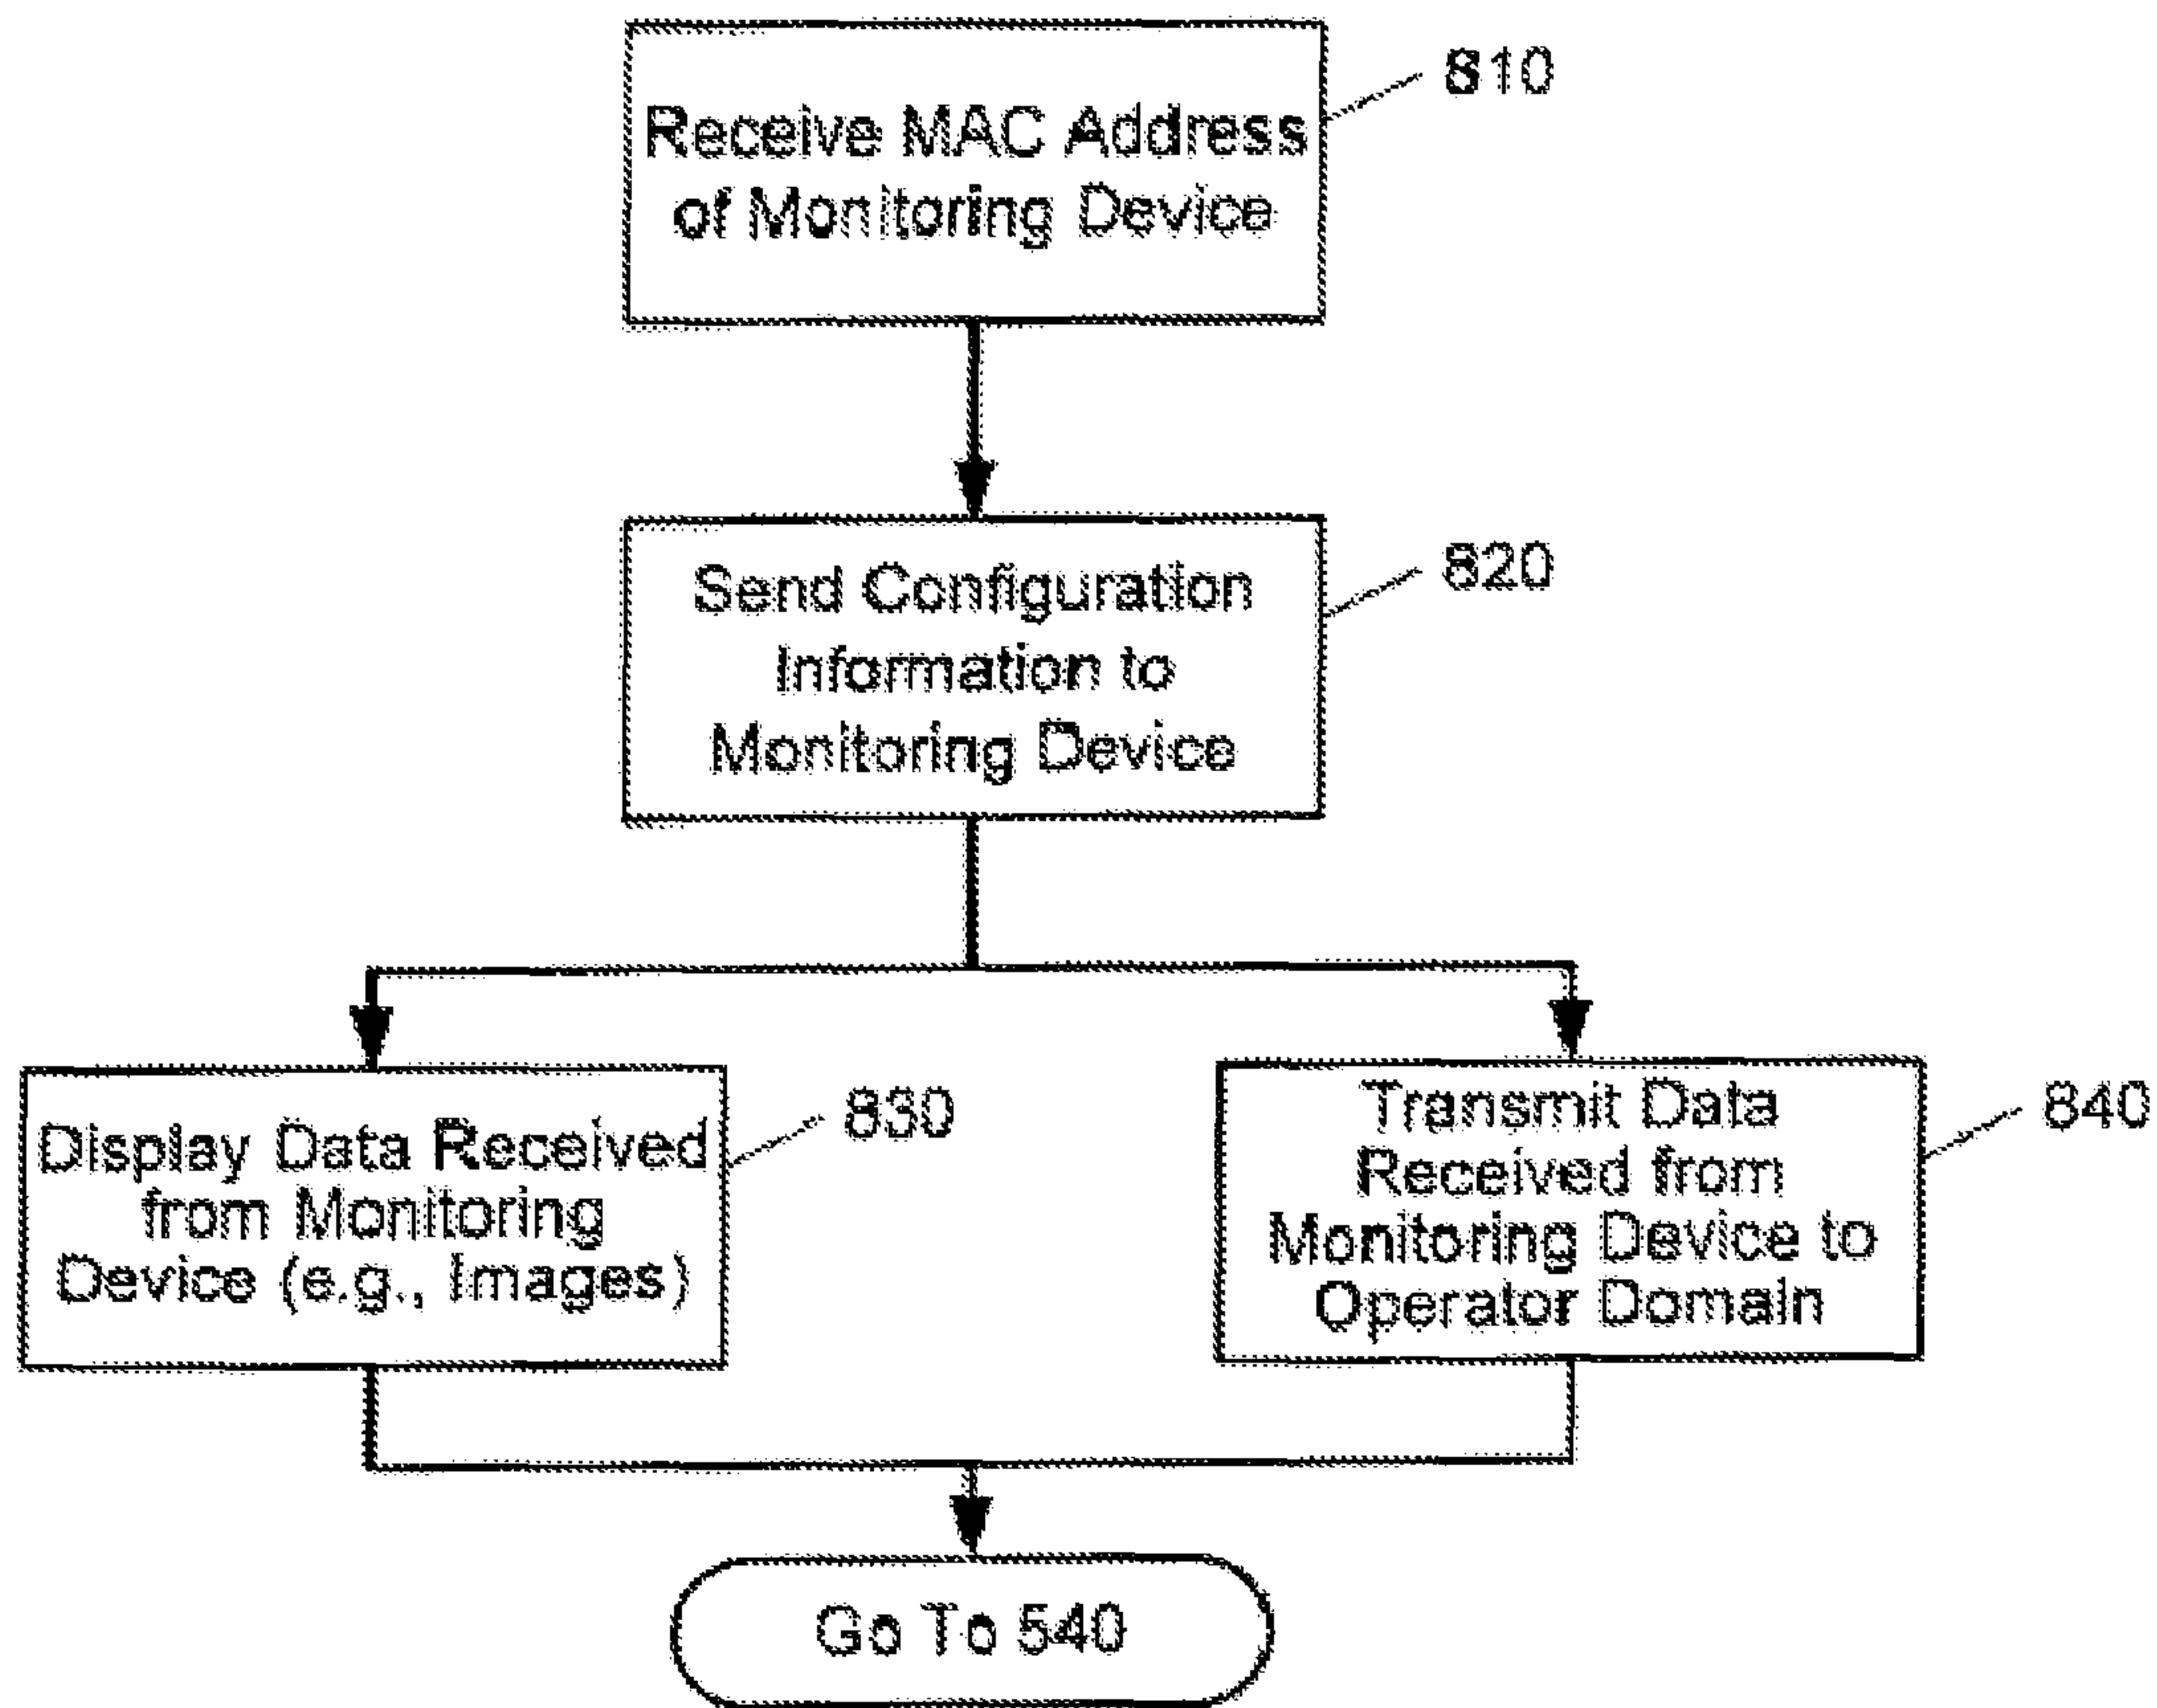 Receive MAC Address
of Monitoring Device
810
Send Configuration
Information to
Monitoring Device
820
Display Data Received
from Monitoring
Device (e.g., Images)
830
Transmit Data
Received from
Monitoring Device to
Operator Domain
840
Go To 540